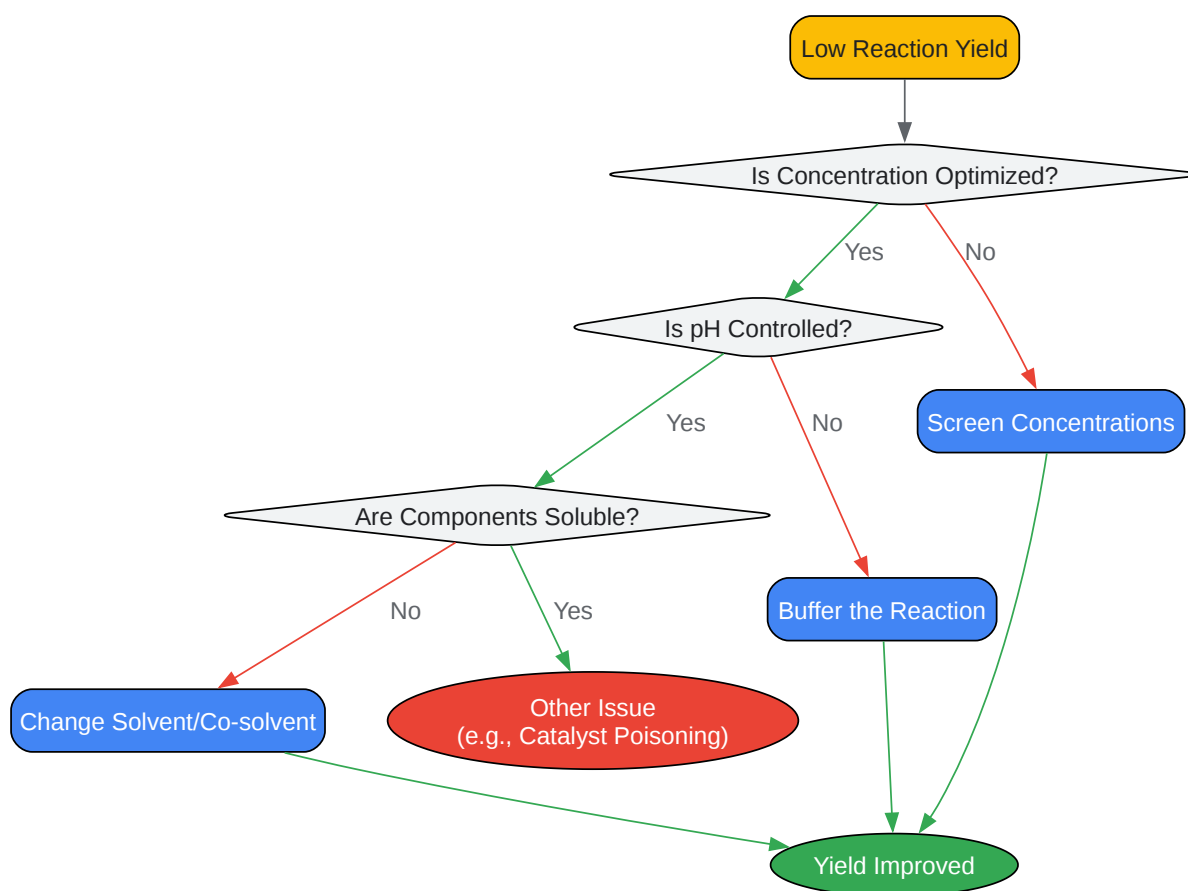 Low Reaction Yield
Is Concentration Optimized?
Yes
No
Is pH Controlled?
Yes
No
Screen Concentrations
Are Components Soluble?
No
Yes
Buffer the Reaction
Change Solvent/Co-solvent
Other Issue
(e.g., Catalyst Poisoning)
Yield Improved